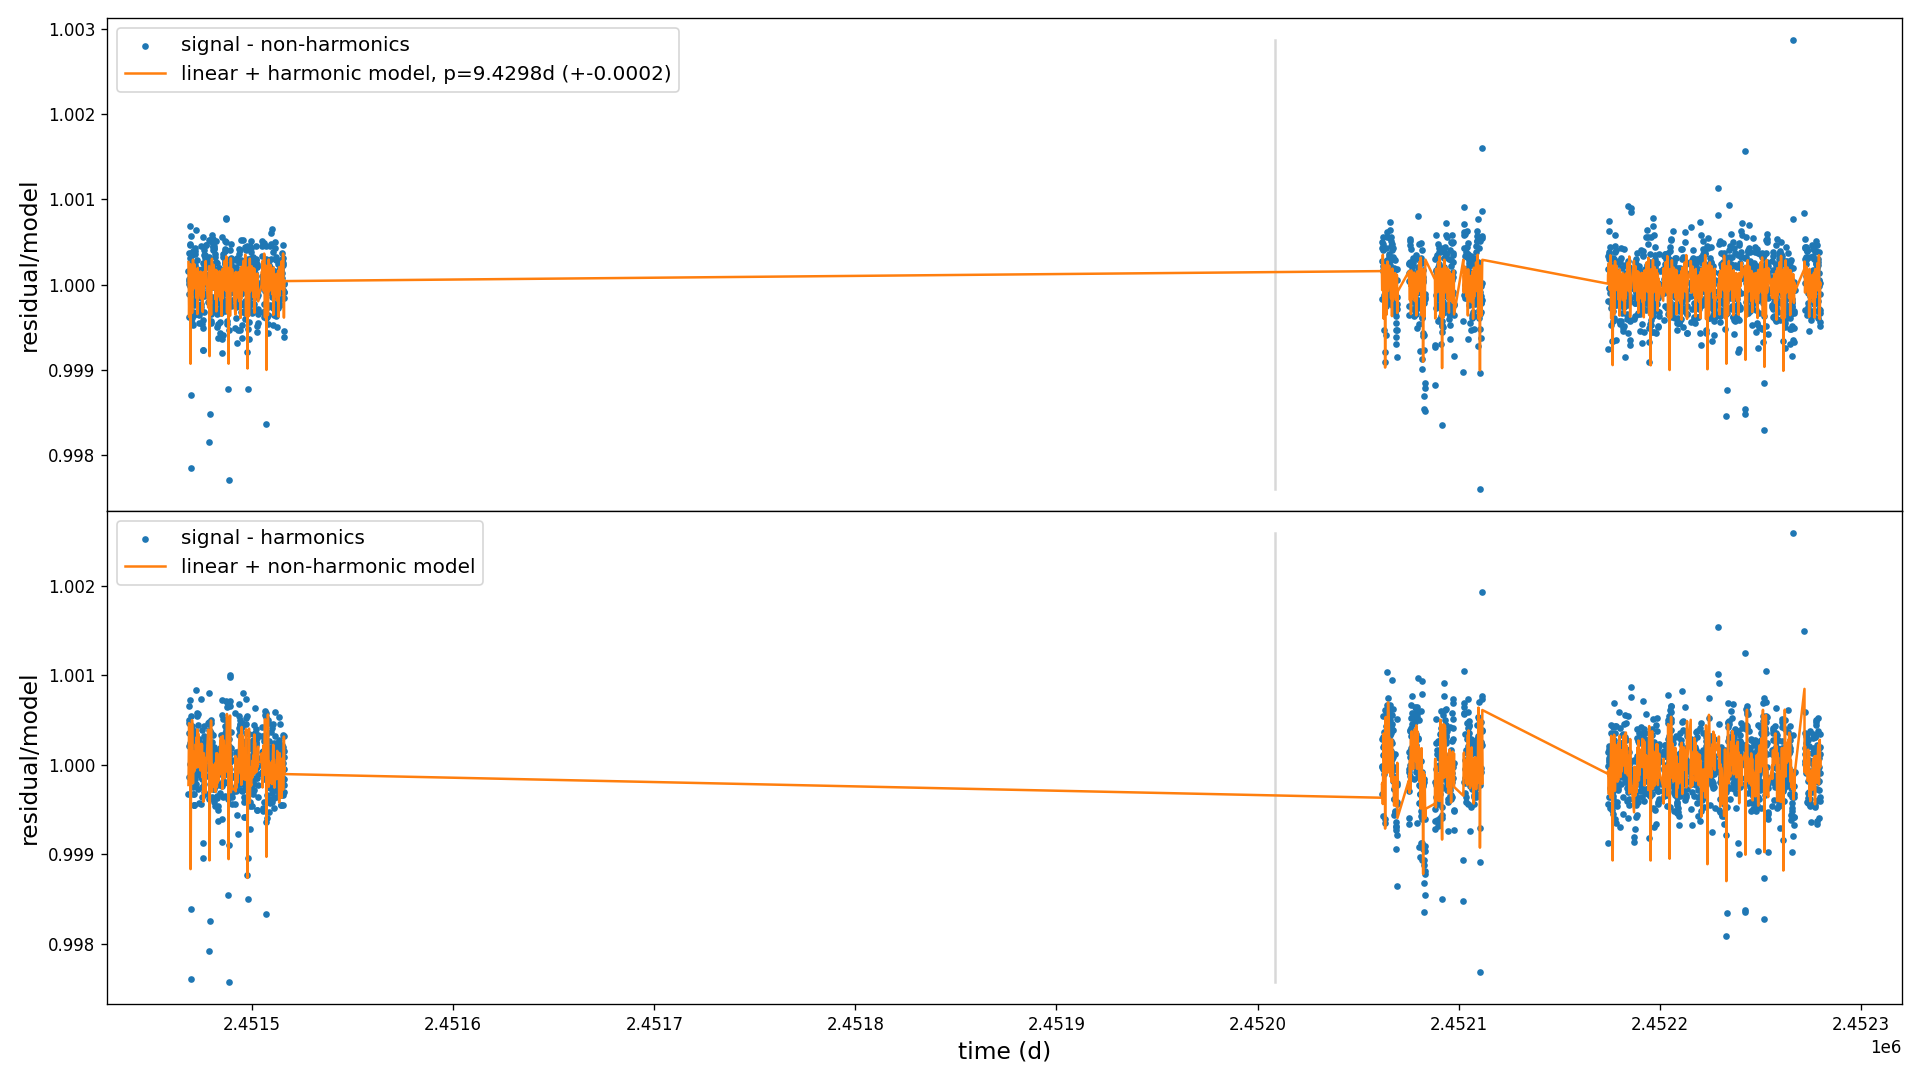 1.003
signal - non-harmonics
linear + harmonic model, p=9.4298d (+-0.0002)
1.002
1.001
residual/model
1.000
0.999
0.998
signal - harmonics
linear + non-harmonic model
1.002
1.001
residual/model
1.000
0.999
0.998
2.4515 2.4516 2.4517 2.4518 2.4519 2.4520 2.4521 2.4522 2.4523
time (d)
1e6